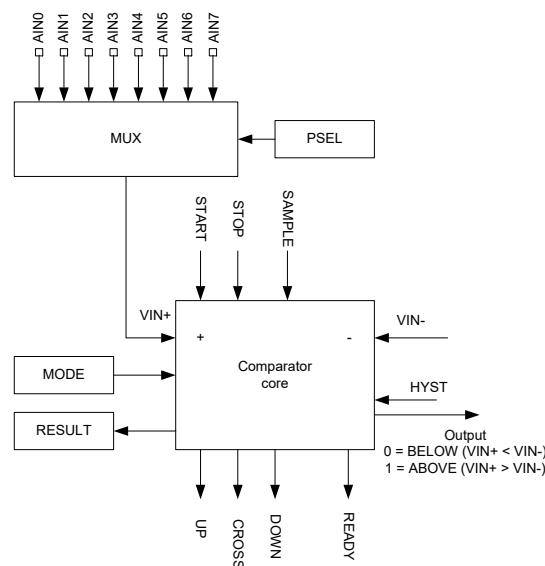 AIN0
AIN1
AIN2
AIN3
AIN4
AIN5
AIN6
AIN7
MUX
PSEL
START
STOP
SAMPLE
VIN+
VIN-
+
-
MODE
Comparator
core
HYST
RESULT
Output
0 = BELOW (VIN+ < VIN-)
1 = ABOVE (VIN+ > VIN-)
UP
CROSS
DOWN
READY